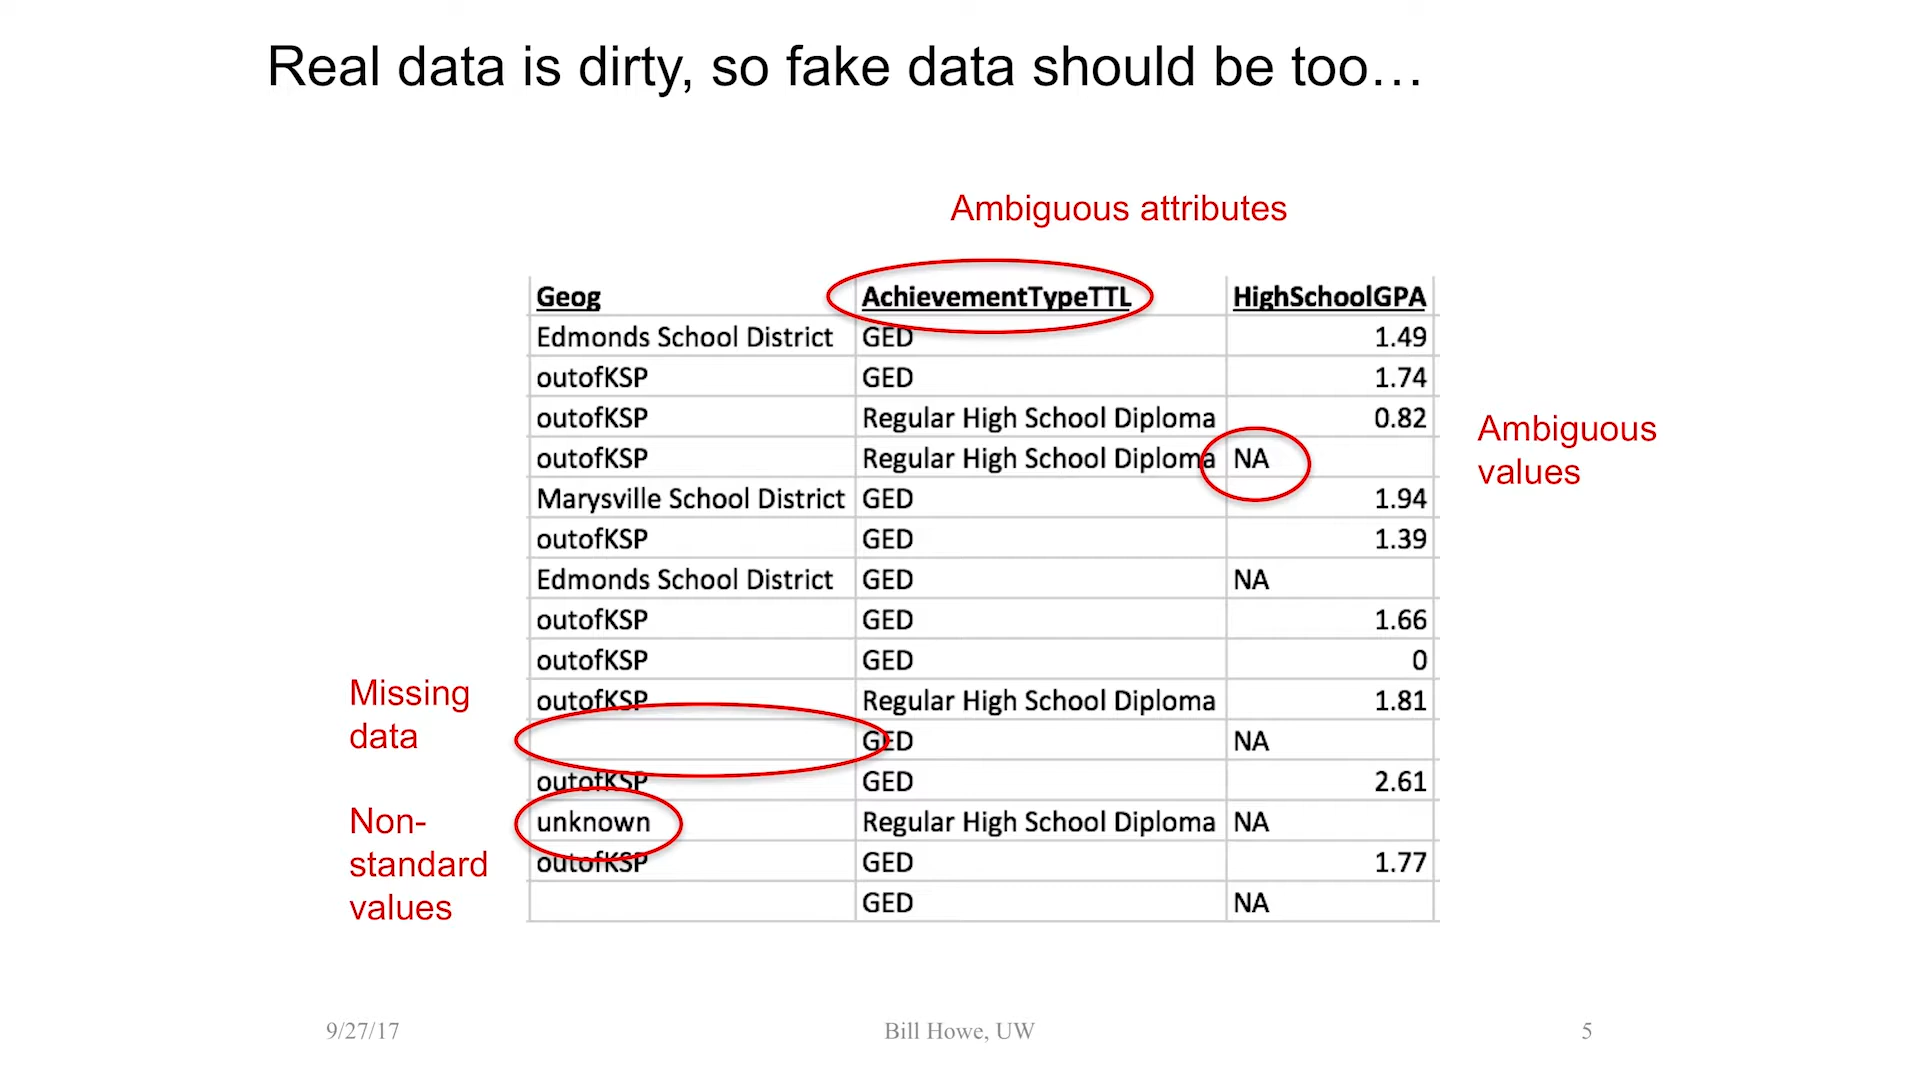 Real data is dirty, so fake data should be too…
Ambiguous attributes
Geog AchievementTypeTTL HighSchoolGPA
Edmonds School District GED 1.49
outofKSP GED 1.74
outofKSP Regular High School Diploma 0.82
outofKSP Regular High School Diploma NA
Ambiguous
values
Marysville School District GED 1.94
outofKSP GED 1.39
Edmonds School District GED NA
outofKSP GED 1.66
outofKSP GED 0
outofKSP Regular High School Diploma 1.81
Missing
data
GED NA
outofKSP GED 2.61
unknown Regular High School Diploma NA
Non-
standard
values
outofKSP GED 1.77
GED NA
9/27/17 Bill Howe, UW 5